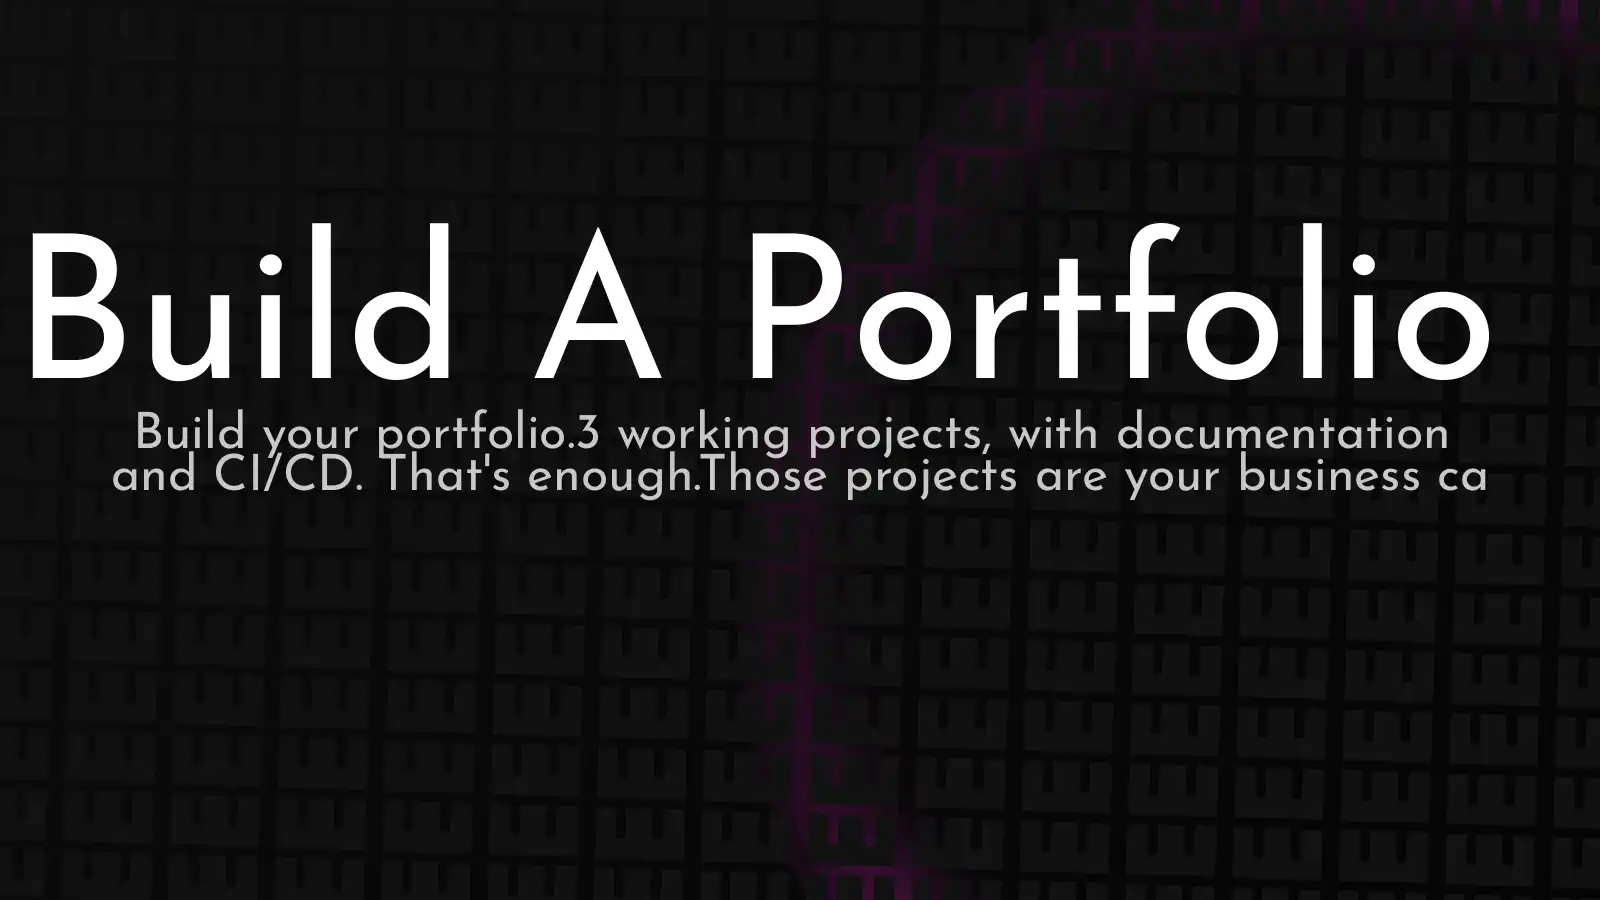 Build A Portfolio
Build your portfolio.3 working projects, with documentation
and CI/CD. That's enough.Those projects are your business ca